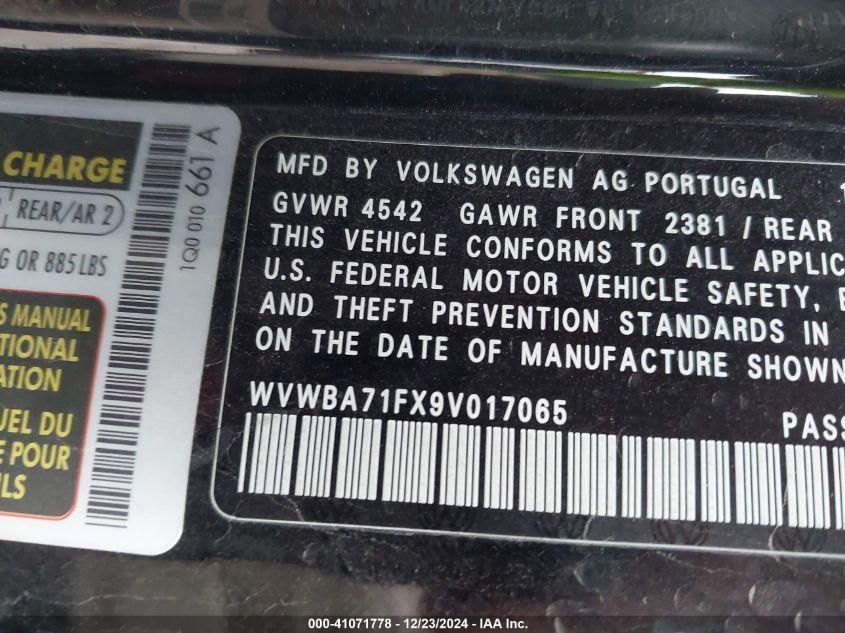 CHARGE
REAR/AR 2
G OR 885 LBS
S MANUAL
TIONAL
ATION
UEL DU
E POUR
ILS
1Q0 010 661 A
MFD BY VOLKSWAGEN AG PORTUGAL 1
GVWR 4542 GAWR FRONT 2381 / REAR
THIS VEHICLE CONFORMS TO ALL APPLIC
U.S. FEDERAL MOTOR VEHICLE SAFETY, B
AND THEFT PREVENTION STANDARDS IN
ON THE DATE OF MANUFACTURE SHOWN
WVWBA71FX9V017065
PASS
000-41071778 - 12/23/2024 - IAA Inc.